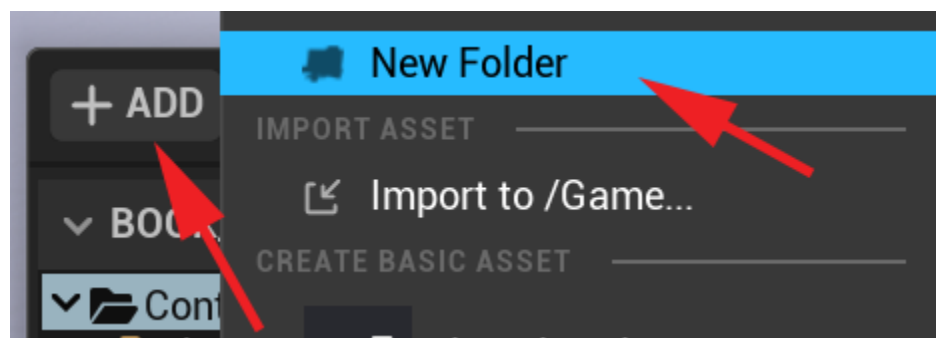 New Folder
+ ADD
IMPORT ASSET
Import to /Game...
CREATE BASIC ASSET